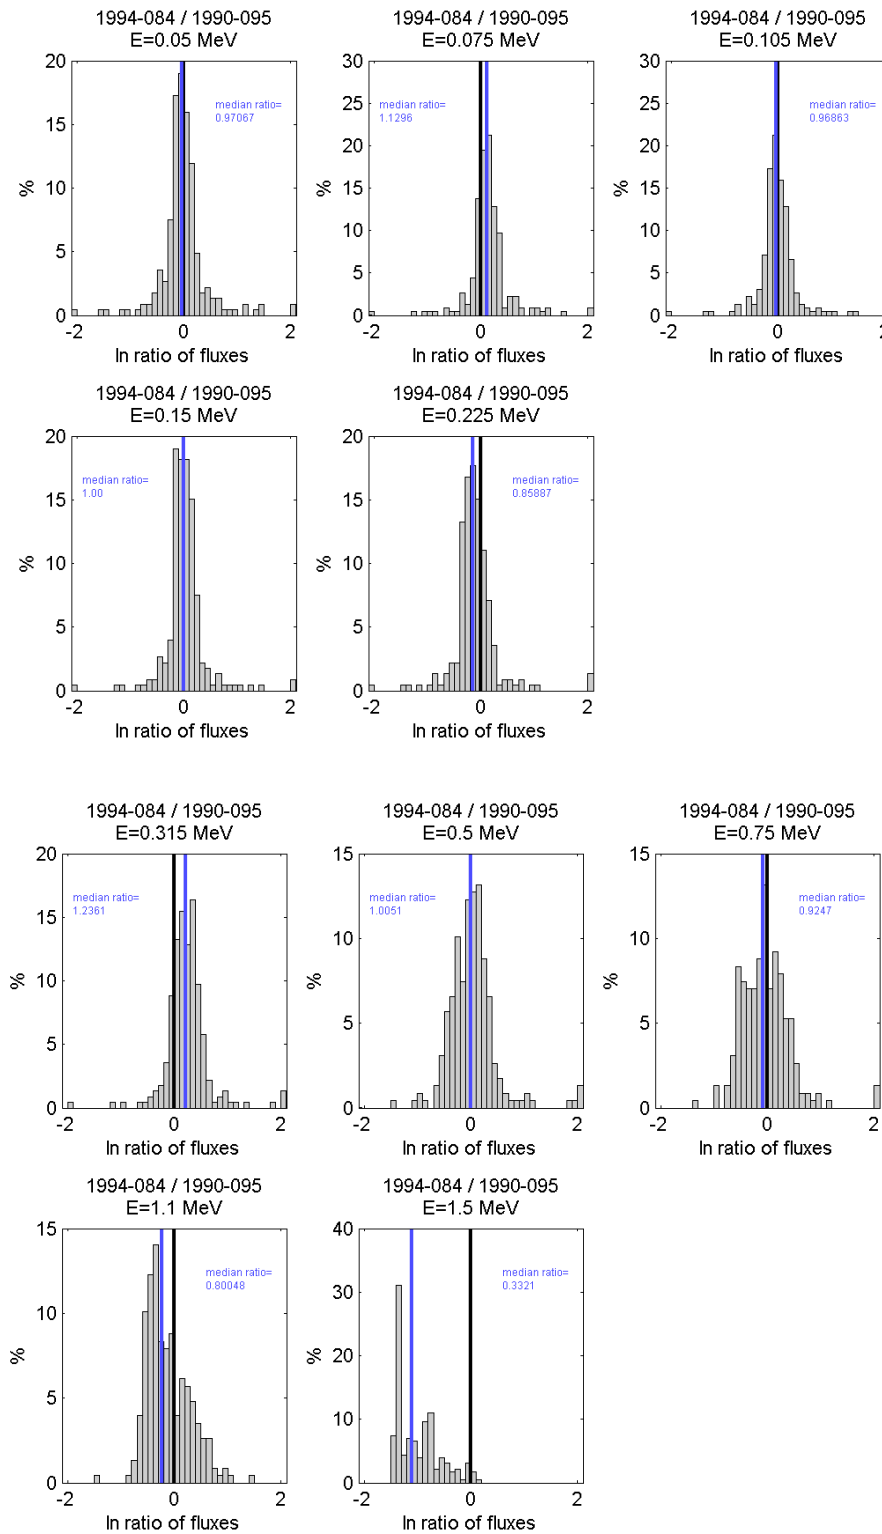 1994-084 / 1990-095
E=0.05 MeV
20
15
10
5
0
%
median ratio=
0.97067
-2 0 2
ln ratio of fluxes
1994-084 / 1990-095
E=0.075 MeV
30
25
20
15
10
5
0
%
median ratio=
1.1296
-2 0 2
ln ratio of fluxes
1994-084 / 1990-095
E=0.105 MeV
30
25
20
15
10
5
0
%
median ratio=
0.96863
-2 0 2
ln ratio of fluxes
1994-084 / 1990-095
E=0.15 MeV
20
15
10
5
0
%
median ratio=
1.00
-2 0 2
ln ratio of fluxes
1994-084 / 1990-095
E=0.225 MeV
20
15
10
5
0
%
median ratio=
0.85887
-2 0 2
ln ratio of fluxes
1994-084 / 1990-095
E=0.315 MeV
20
15
10
5
0
%
median ratio=
1.2361
-2 0 2
ln ratio of fluxes
1994-084 / 1990-095
E=0.5 MeV
15
10
5
0
%
median ratio=
1.0051
-2 0 2
ln ratio of fluxes
1994-084 / 1990-095
E=0.75 MeV
15
10
5
0
%
median ratio=
0.9247
-2 0 2
ln ratio of fluxes
1994-084 / 1990-095
E=1.1 MeV
15
10
5
0
%
median ratio=
0.80048
-2 0 2
ln ratio of fluxes
1994-084 / 1990-095
E=1.5 MeV
40
30
20
10
0
%
median ratio=
0.3321
-2 0 2
ln ratio of fluxes